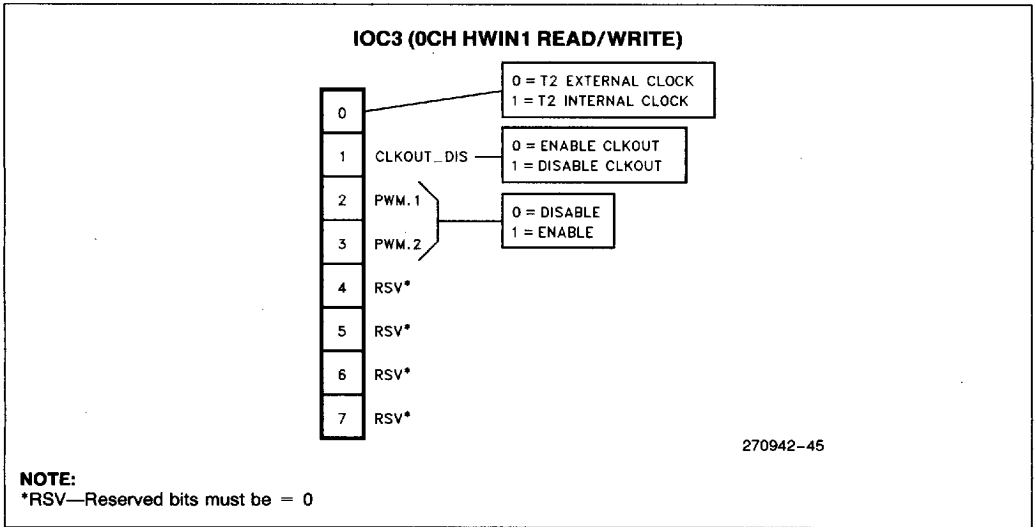 IOC3 (0CH HWIN1 READ/WRITE)
0 = T2 EXTERNAL CLOCK
1 = T2 INTERNAL CLOCK
0
1 CLKOUT_DIS
0 = ENABLE CLKOUT
1 = DISABLE CLKOUT
2 PWM.1
0 = DISABLE
1 = ENABLE
3 PWM.2
4 RSV*
5 RSV*
6 RSV*
7 RSV*
270942-45
NOTE:
*RSV—Reserved bits must be = 0